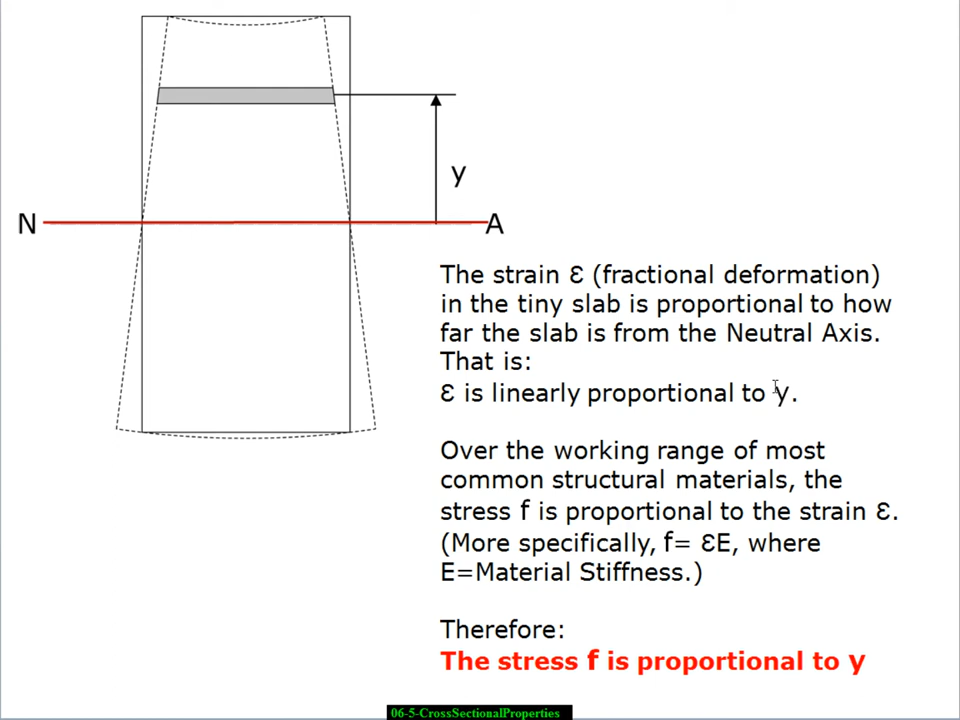 y
N
A
The strain Ɛ (fractional deformation)
in the tiny slab is proportional to how
far the slab is from the Neutral Axis.
That is:
Ɛ is linearly proportional to y.
Over the working range of most
common structural materials, the
stress f is proportional to the strain Ɛ.
(More specifically, f= ƐE, where
E=Material Stiffness.)
Therefore:
The stress f is proportional to y
06-5-CrossSectionalProperties